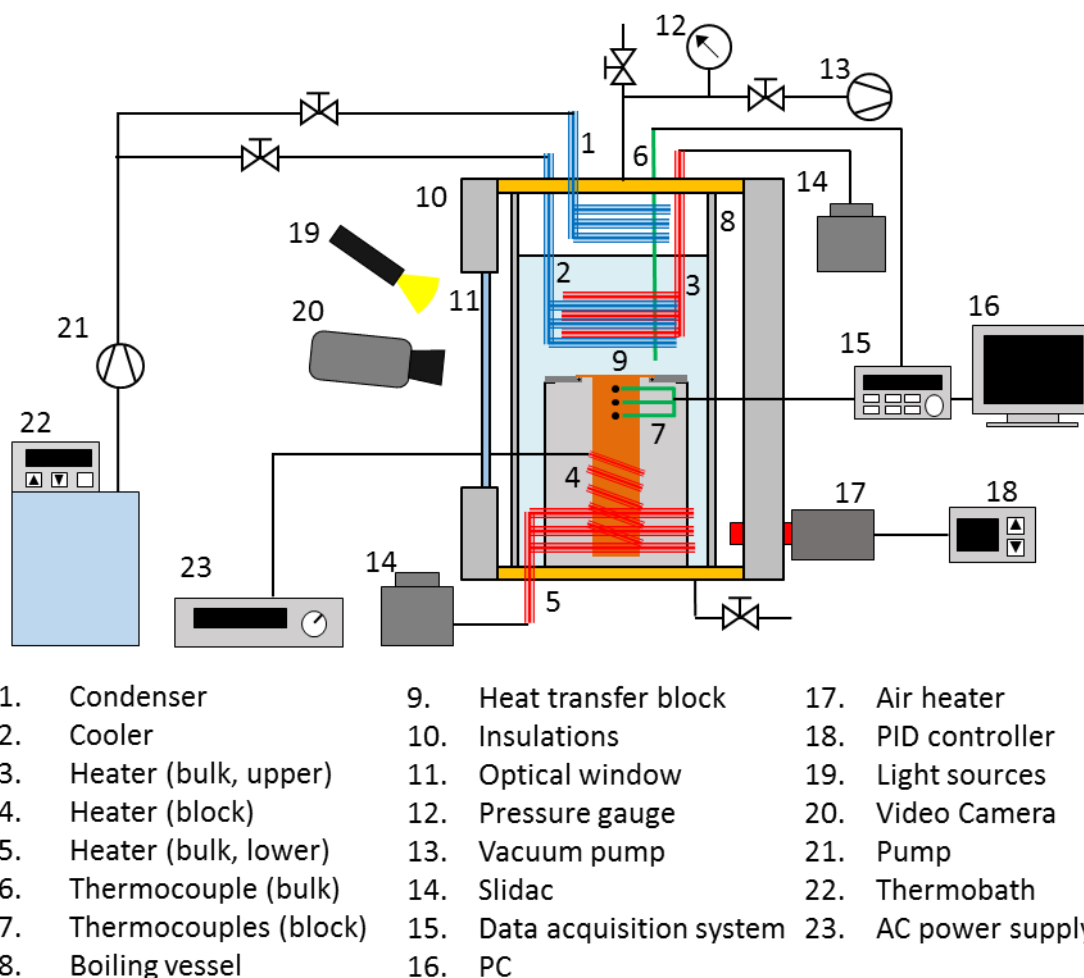 12
13
1
6
10
14
8
19
2
3
11
16
20
21
15
9
22
7
4
17
18
23
14
5
1. Condenser
2. Cooler
3. Heater (bulk, upper)
4. Heater (block)
5. Heater (bulk, lower)
6. Thermocouple (bulk)
7. Thermocouples (block)
8. Boiling vessel
9. Heat transfer block
10. Insulations
11. Optical window
12. Pressure gauge
13. Vacuum pump
14. Slidac
15. Data acquisition system
16. PC
17. Air heater
18. PID controller
19. Light sources
20. Video Camera
21. Pump
22. Thermobath
23. AC power supply